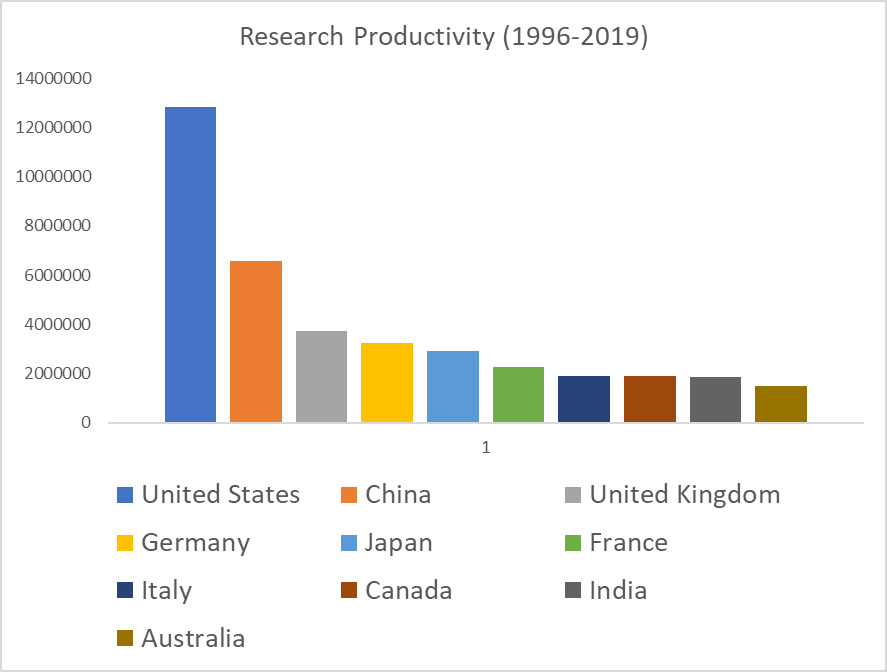 Research Productivity (1996-2019)
14000000
12000000
10000000
8000000
6000000
4000000
2000000
0
1
United States China United Kingdom
Germany Japan France
Italy Canada India
Australia